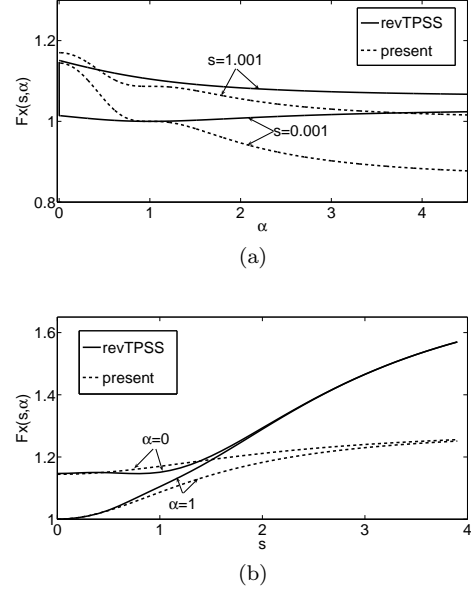 revTPSS
present
1.2
1
0.8
Fx(s,α)
s=1.001
s=0.001
0 1 2 3 4
α
(a)
1.6
1.4
1.2
1
Fx(s,α)
revTPSS
present
α=0
α=1
0 1 2 3 4
s
(b)